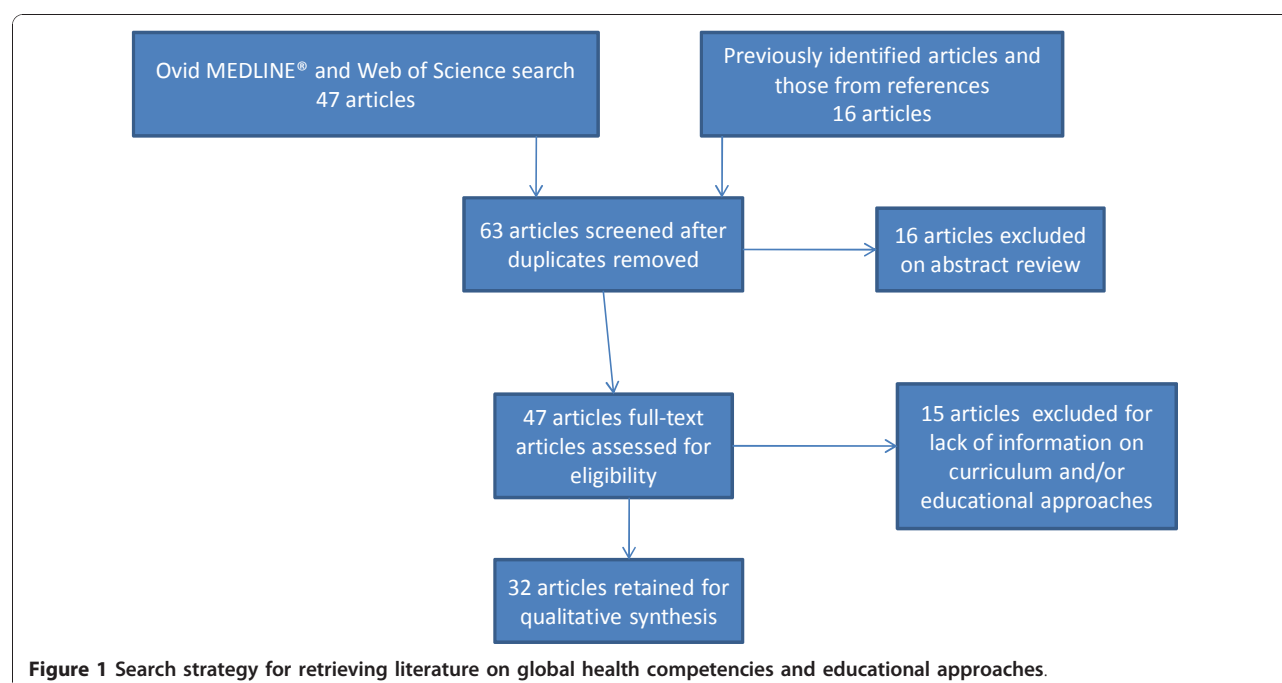 Ovid MEDLINE® and Web of Science search
47 articles
Previously identified articles and
those from references
16 articles
63 articles screened after
duplicates removed
16 articles excluded
on abstract review
47 articles full-text
articles assessed for
eligibility
15 articles excluded for
lack of information on
curriculum and/or
educational approaches
32 articles retained for
qualitative synthesis
Figure 1 Search strategy for retrieving literature on global health competencies and educational approaches.